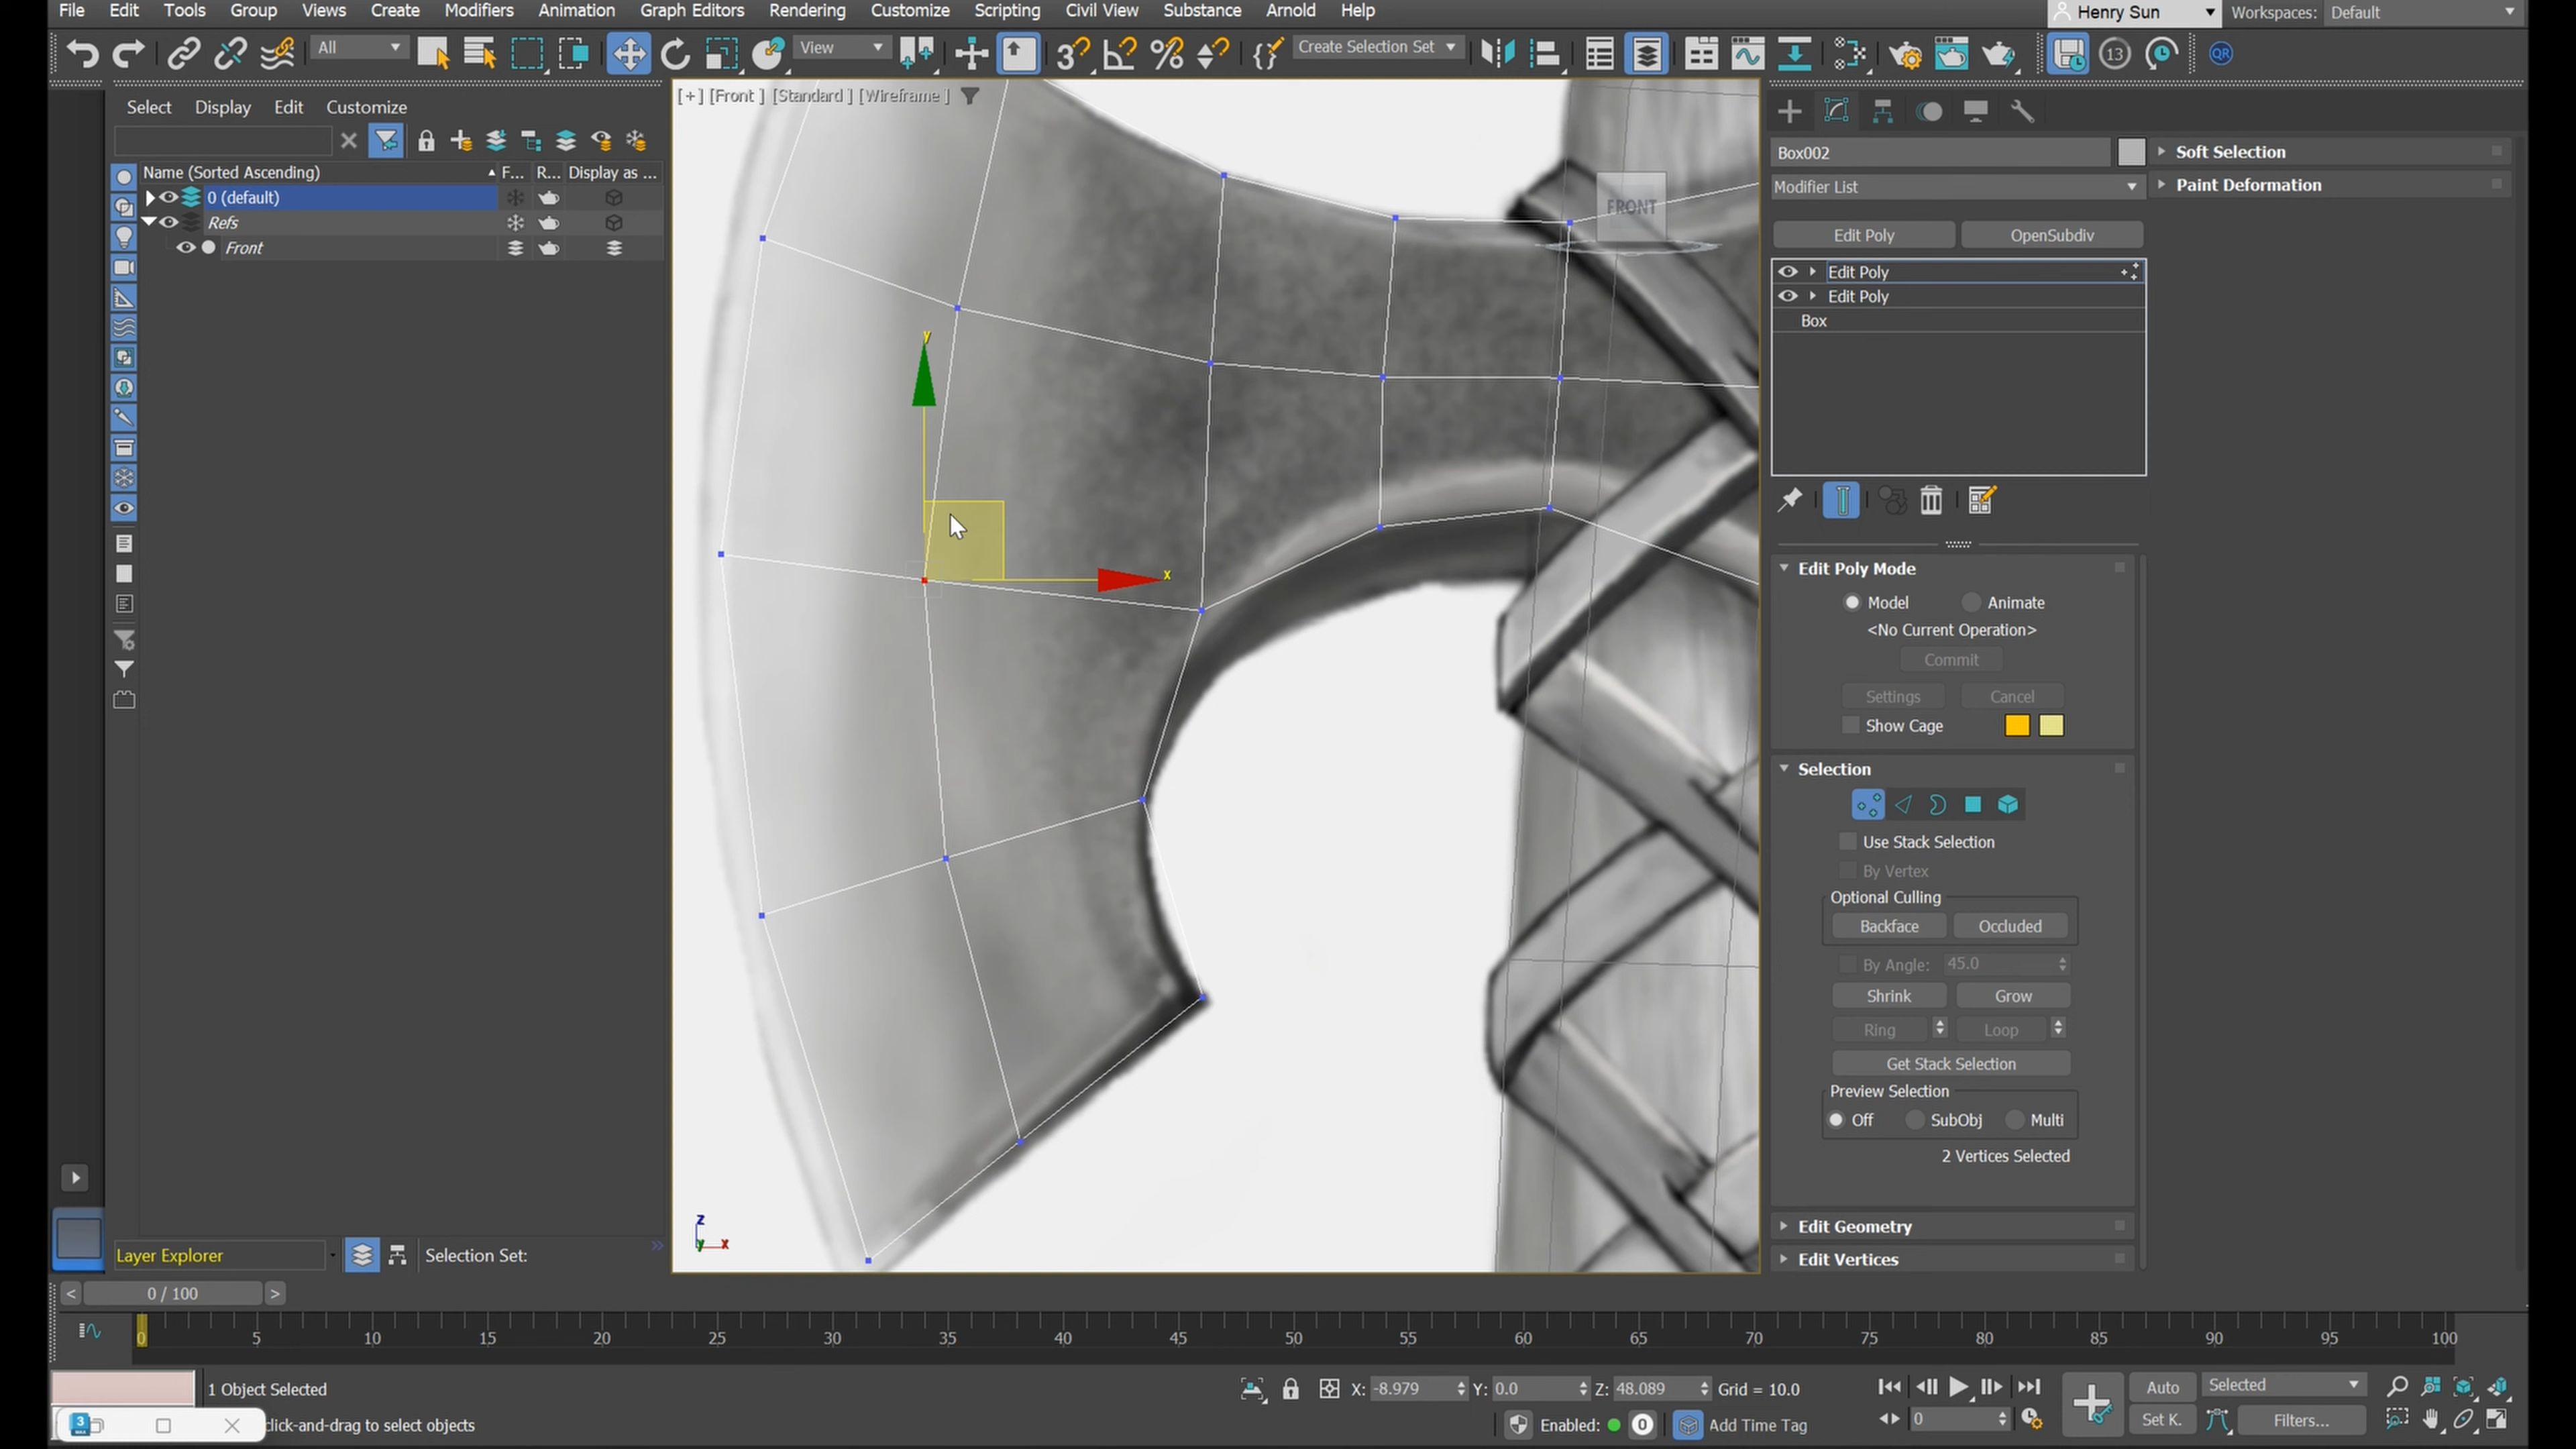 File Edit Tools Group Views Create Modifiers Animation Graph Editors Rendering Customize Scripting Civil View Substance Arnold Help
Henry Sun Workspaces: Default
All View Create Selection Set 13 QR
Select Display Edit Customize
[+] [Front ] [Standard ] [Wireframe ]
Name (Sorted Ascending) F... R... Display as ...
0 (default)
Refs
Front
Box002
Soft Selection
Modifier List
Paint Deformation
FRONT
Edit Poly OpenSubdiv
Edit Poly
Edit Poly
Box
y
x
Edit Poly Mode
Model Animate
<No Current Operation>
Commit
Settings Cancel
Show Cage
Selection
Use Stack Selection
By Vertex
Optional Culling
Backface Occluded
By Angle: 45.0
Shrink Grow
Ring Loop
Get Stack Selection
Preview Selection
Off SubObj Multi
2 Vertices Selected
z
y x
Edit Geometry
Edit Vertices
Layer Explorer Selection Set: »
< 0 / 100 >
0 5 10 15 20 25 30 35 40 45 50 55 60 65 70 75 80 85 90 95 100
1 Object Selected
X: -8.979 Y: 0.0 Z: 48.089 Grid = 10.0
Auto Selected
3 click-and-drag to select objects
Enabled: 0 Add Time Tag
0 Set K. Filters...